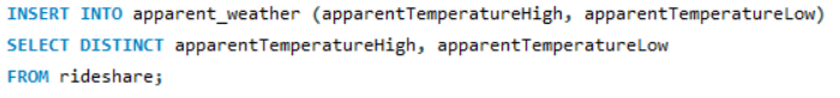 INSERT INTO apparent_weather (apparentTemperatureHigh, apparentTemperatureLow)
SELECT DISTINCT apparentTemperatureHigh, apparentTemperatureLow
FROM rideshare;